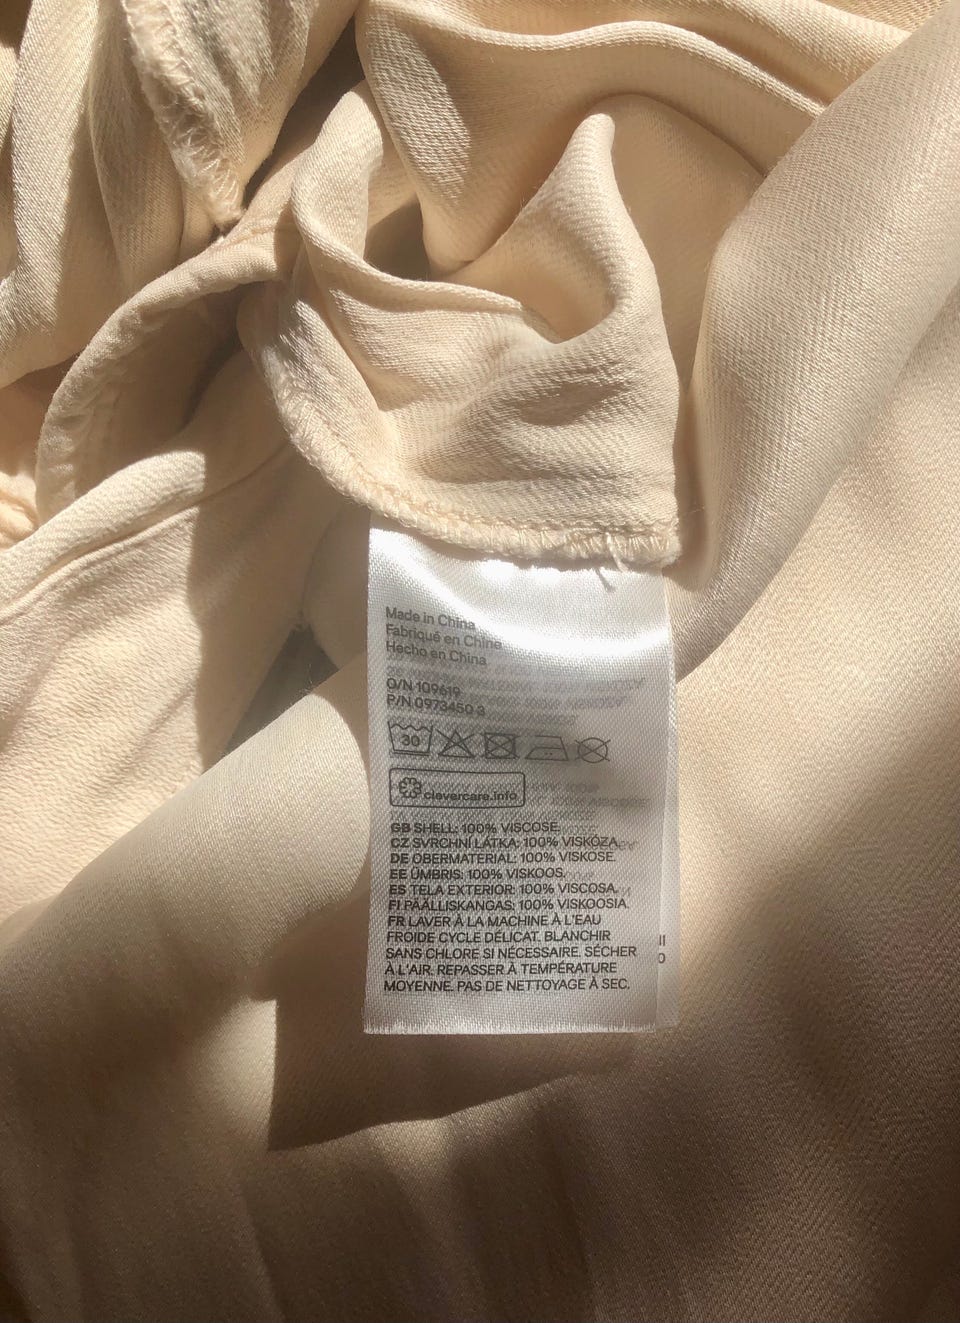 Made in China
Fabriqué en Chine
Hecho en China
O/N 109619
P/N 0973450 a
30
clevercare.info
GB SHELL: 100% VISCOSE.
CZ SVRCHNÍ LÁTKA: 100% VISKÓZA.
DE OBERMATERIAL: 100% VISKOSE.
EE ÜMBRIS: 100% VISKOOS.
ES TELA EXTERIOR: 100% VISCOSA.
FI PÄÄLLISKANGAS: 100% VISKOOSIA.
FR LAVER À LA MACHINE À L'EAU
FROIDE CYCLE DÉLICAT. BLANCHIR
SANS CHLORE SI NÉCESSAIRE. SÉCHER
À L'AIR. REPASSER À TEMPÉRATURE
MOYENNE. PAS DE NETTOYAGE À SEC.